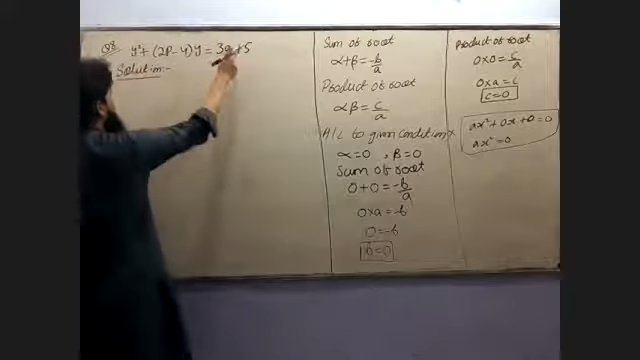 Q8 y² + (2P-4)y = 3y+5
Solution:-
Sum of root
α+β = -b/a
Product of root
αβ = c/a
A/C to given condition
α=0 , β=0
Sum of root
0+0 = -b/a
0×a = -b
0 = -b
b=0
Product of root
0×0 = c/a
0×a = c
c=0
ax²+0x+0=0
ax²=0